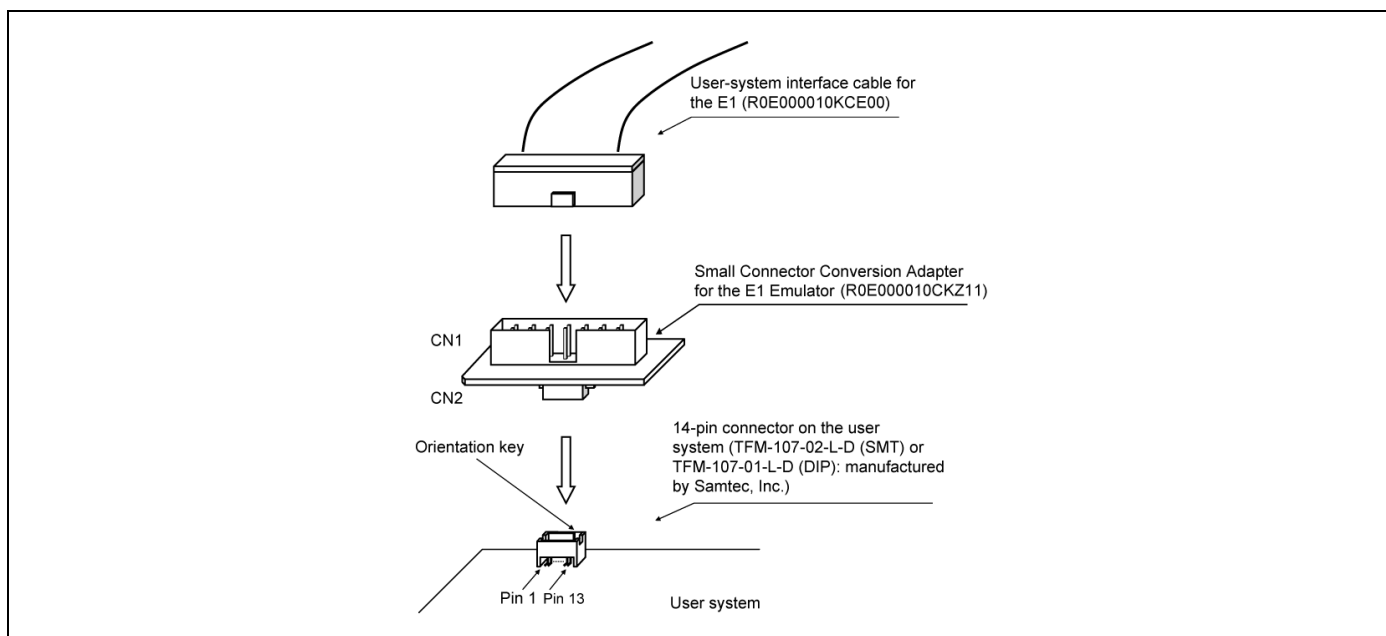 User-system interface cable for
the E1 (R0E000010KCE00)
Small Connector Conversion Adapter
for the E1 Emulator (R0E000010CKZ11)
CN1
CN2
14-pin connector on the user
system (TFM-107-02-L-D (SMT) or
TFM-107-01-L-D (DIP): manufactured
by Samtec, Inc.)
Orientation key
Pin 1 Pin 13
User system